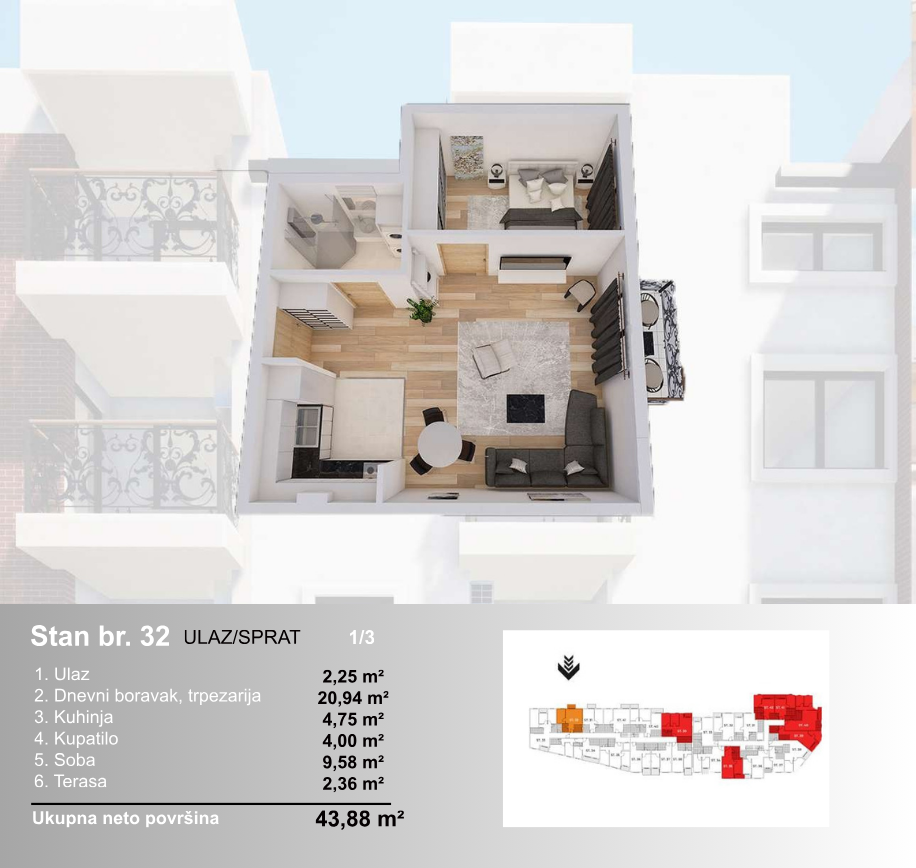 Stan br. 32 ULAZ/SPRAT 1/3
1. Ulaz 2,25 m²
2. Dnevni boravak, trpezarija 20,94 m²
3. Kuhinja 4,75 m²
4. Kupatilo 4,00 m²
5. Soba 9,58 m²
6. Terasa 2,36 m²
Ukupna neto površina 43,88 m²